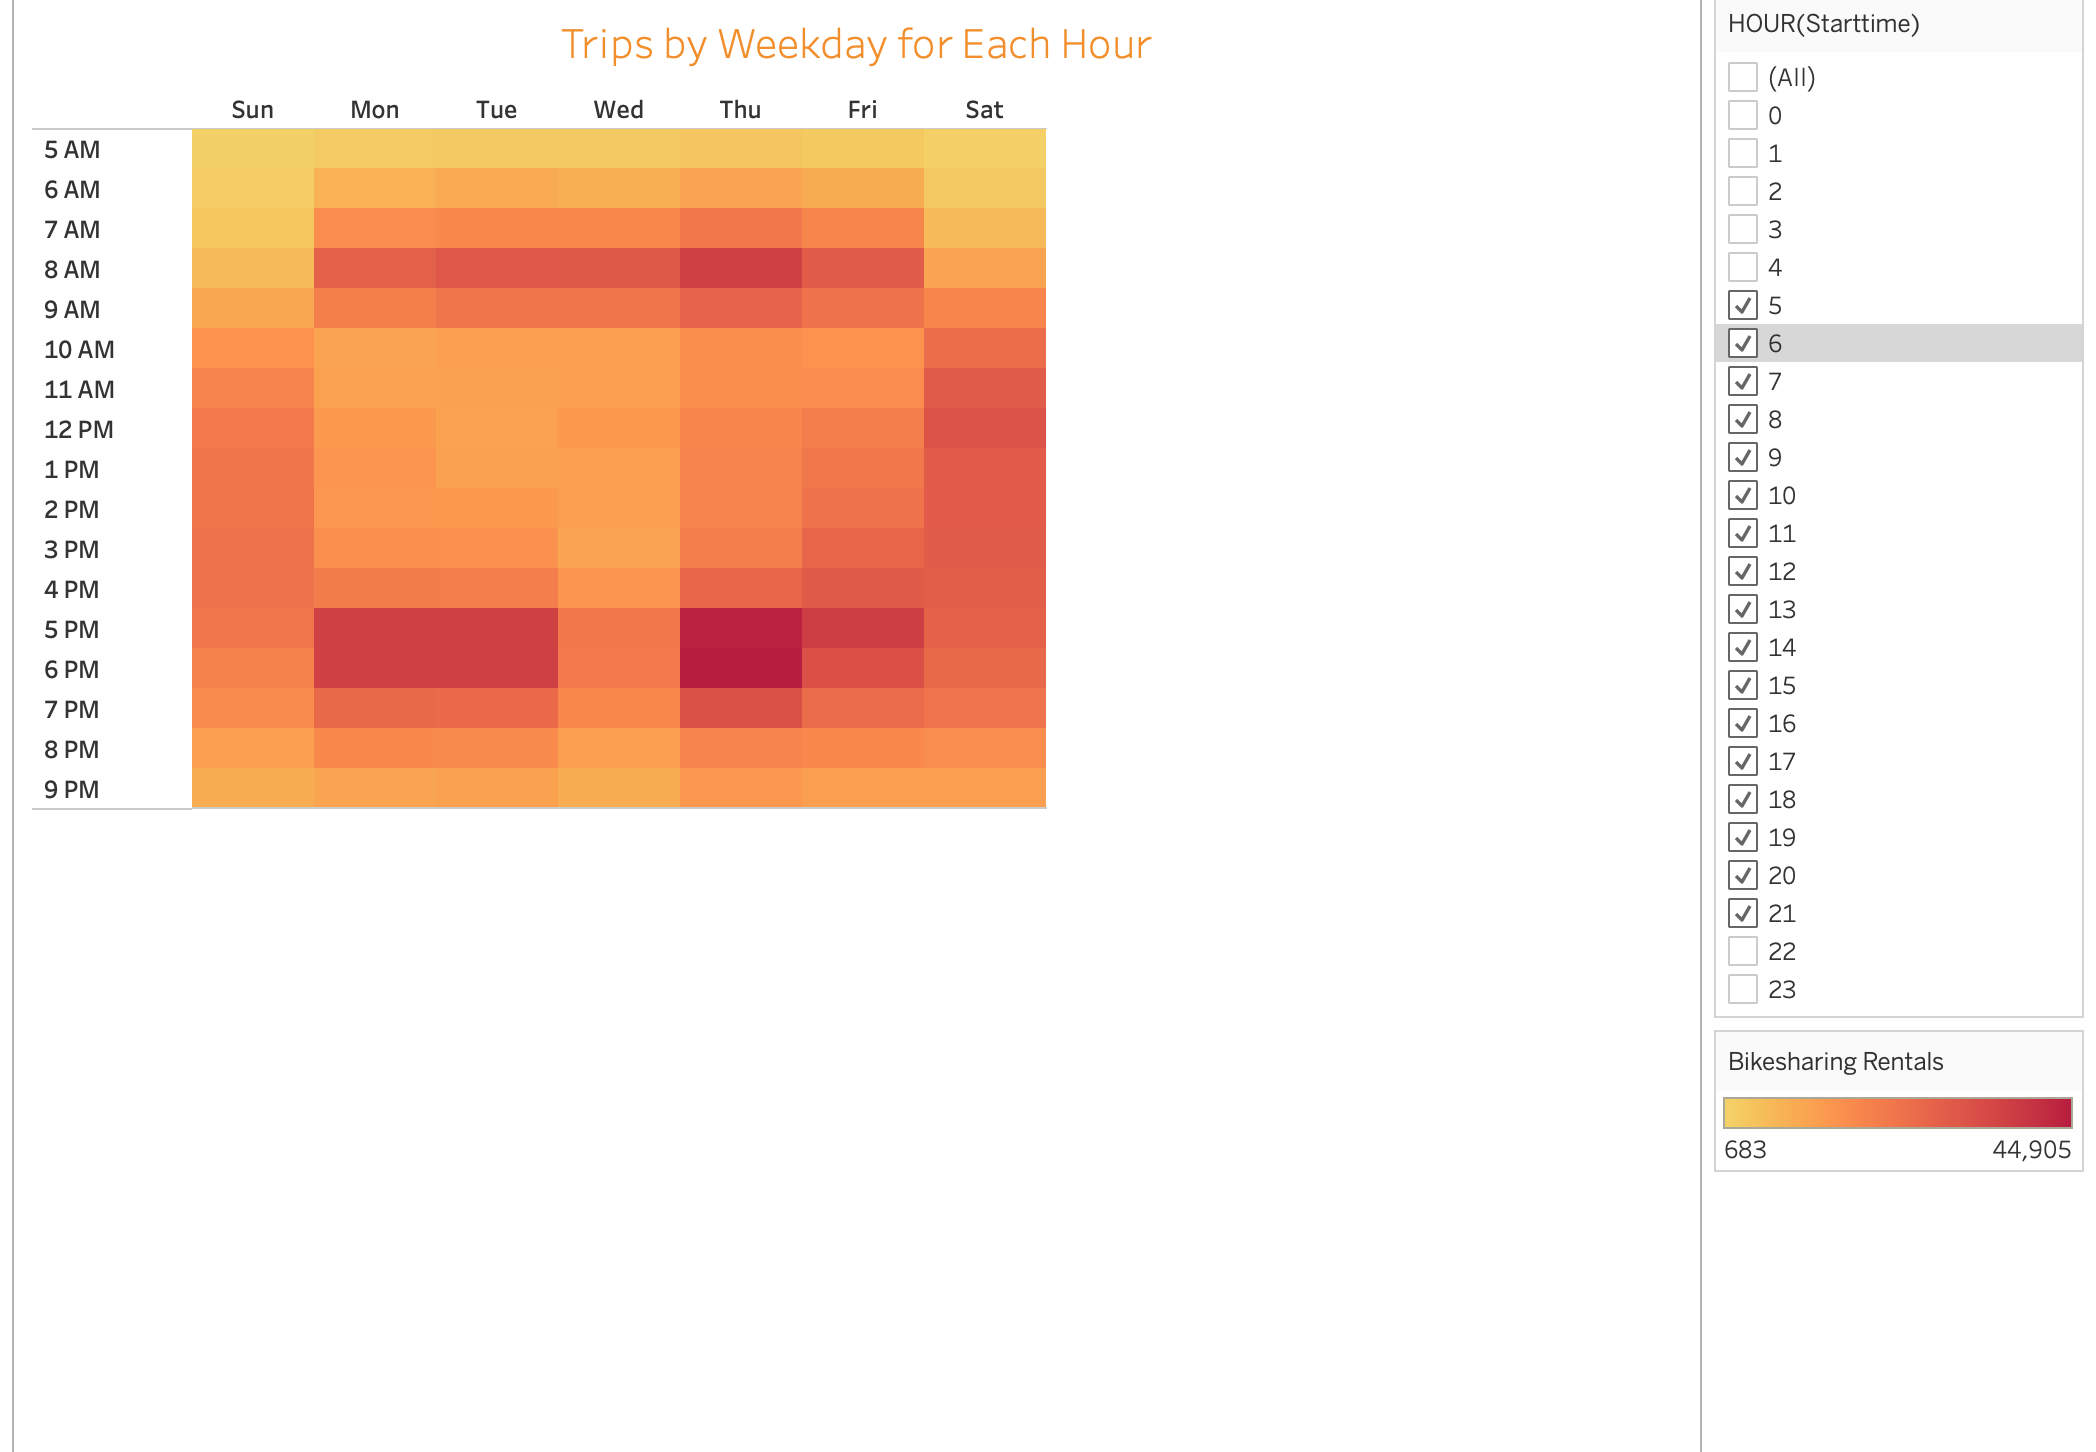 Trips by Weekday for Each Hour
Sun Mon Tue Wed Thu Fri Sat
5 AM
6 AM
7 AM
8 AM
9 AM
10 AM
11 AM
12 PM
1 PM
2 PM
3 PM
4 PM
5 PM
6 PM
7 PM
8 PM
9 PM
HOUR(Starttime)
(All)
0
1
2
3
4
5
6
7
8
9
10
11
12
13
14
15
16
17
18
19
20
21
22
23
Bikesharing Rentals
683 44,905